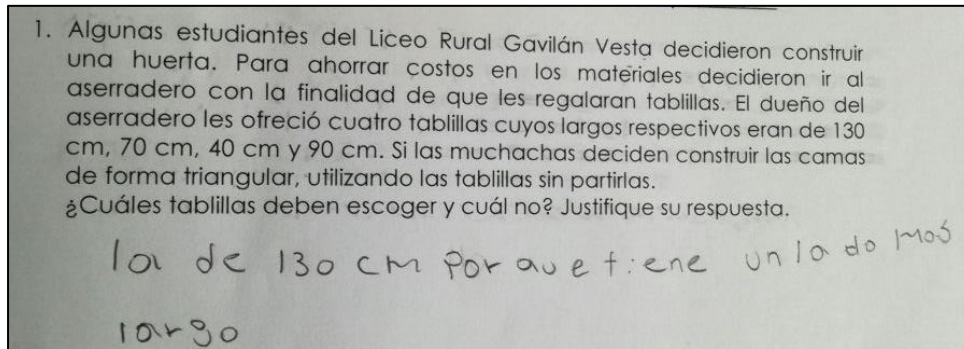 1. Algunas estudiantes del Liceo Rural Gavilán Vesta decidieron construir
una huerta. Para ahorrar costos en los materiales decidieron ir al
aserradero con la finalidad de que les regalaran tablillas. El dueño del
aserradero les ofreció cuatro tablillas cuyos largos respectivos eran de 130
cm, 70 cm, 40 cm y 90 cm. Si las muchachas deciden construir las camas
de forma triangular, utilizando las tablillas sin partirlas.
¿Cuáles tablillas deben escoger y cuál no? Justifique su respuesta.
la de 130 cm Por que tiene un lado mas
largo